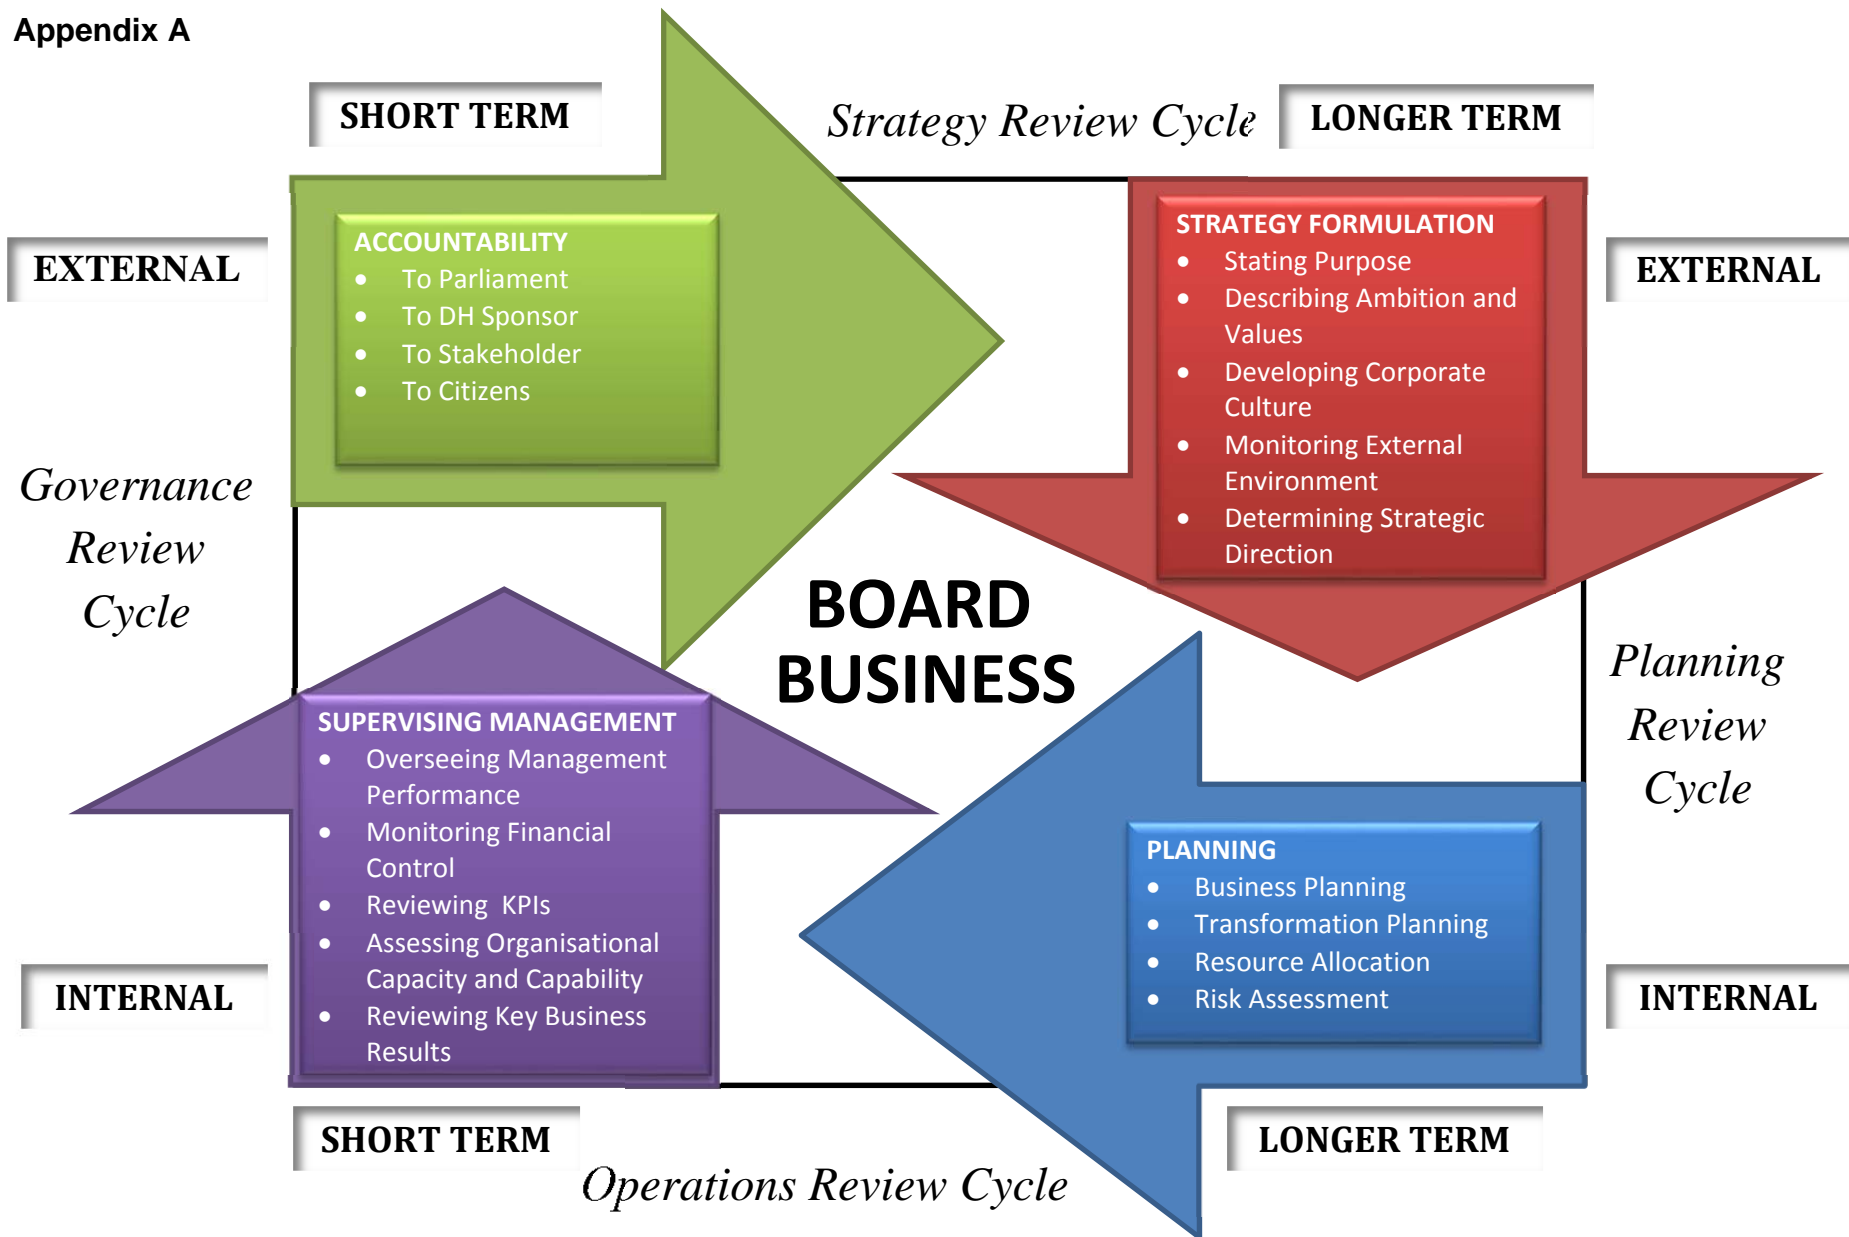 Appendix A
SHORT TERM
Strategy Review Cycle
LONGER TERM
EXTERNAL
ACCOUNTABILITY
• To Parliament
• To DH Sponsor
• To Stakeholder
• To Citizens
STRATEGY FORMULATION
• Stating Purpose
• Describing Ambition and
Values
• Developing Corporate
Culture
• Monitoring External
Environment
• Determining Strategic
Direction
EXTERNAL
Governance
Review
Cycle
BOARD
BUSINESS
Planning
Review
Cycle
SUPERVISING MANAGEMENT
• Overseeing Management
Performance
• Monitoring Financial
Control
• Reviewing KPIs
• Assessing Organisational
Capacity and Capability
• Reviewing Key Business
Results
PLANNING
• Business Planning
• Transformation Planning
• Resource Allocation
• Risk Assessment
INTERNAL
INTERNAL
SHORT TERM
LONGER TERM
Operations Review Cycle